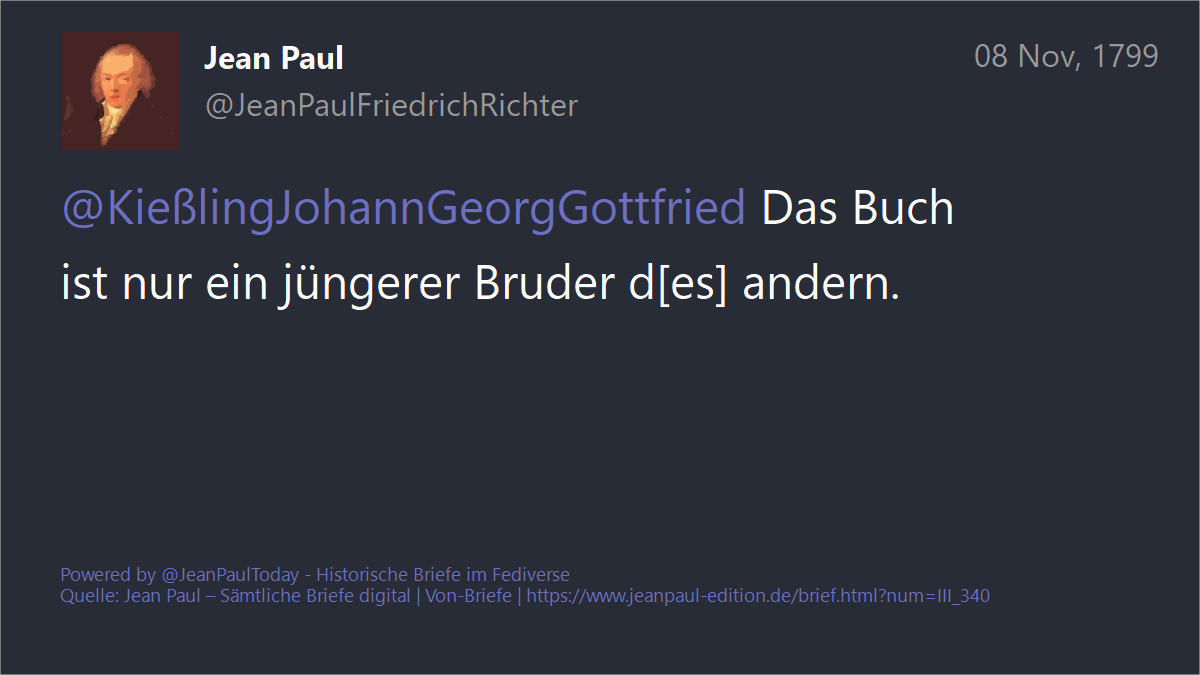 Jean Paul
08 Nov, 1799
@JeanPaulFriedrichRichter
@KießlingJohannGeorgGottfried Das Buch
ist nur ein jüngerer Bruder d[es] andern.
Powered by @JeanPaulToday - Historische Briefe im Fediverse
Quelle: Jean Paul – Sämtliche Briefe digital | Von-Briefe | https://www.jeanpaul-edition.de/brief.html?num=III_340